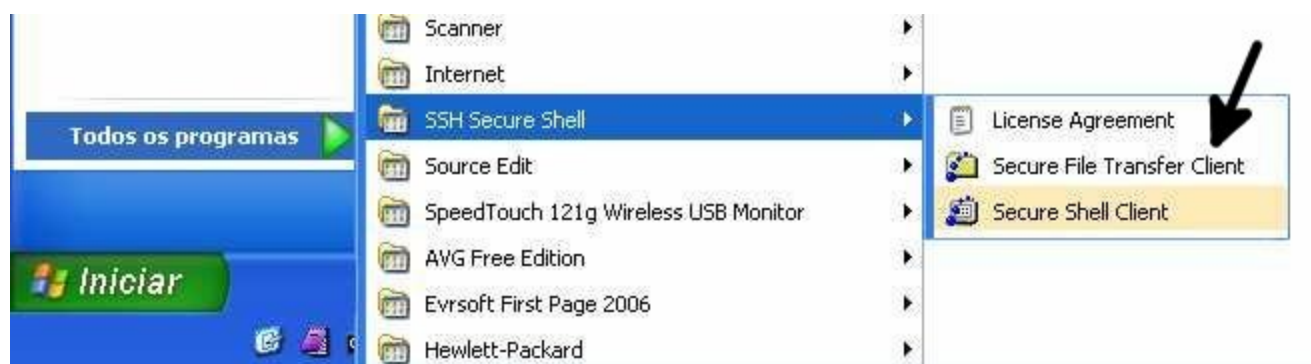 Scanner
Internet
SSH Secure Shell
Source Edit
SpeedTouch 121g Wireless USB Monitor
AVG Free Edition
Evrsoft First Page 2006
Hewlett-Packard
License Agreement
Secure File Transfer Client
Secure Shell Client
Todos os programas
Iniciar